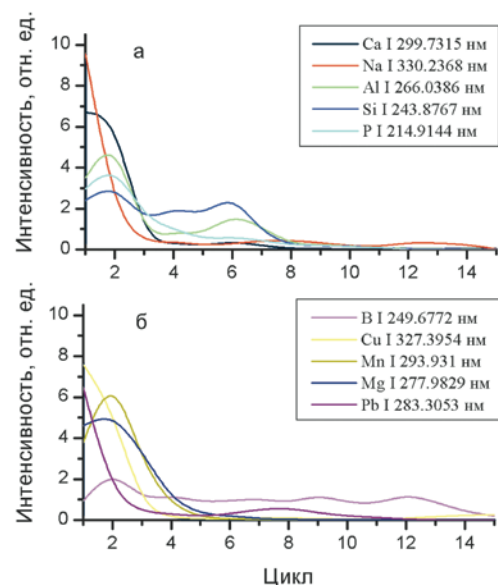 а
Интенсивность, отн. ед.
10
8
6
4
2
0
Ca I 299.7315 нм
Na I 330.2368 нм
Al I 266.0386 нм
Si I 243.8767 нм
P I 214.9144 нм
2 4 6 8 10 12 14
б
Интенсивность, отн. ед.
10
8
6
4
2
0
B I 249.6772 нм
Cu I 327.3954 нм
Mn I 293.931 нм
Mg I 277.9829 нм
Pb I 283.3053 нм
2 4 6 8 10 12 14
Цикл